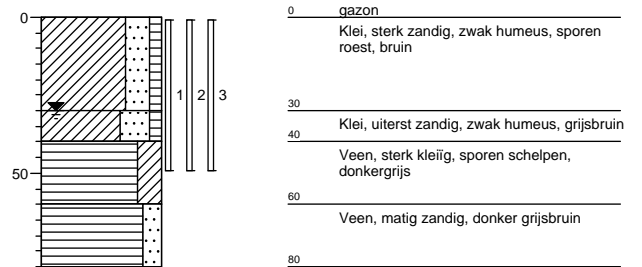 0
50
1 2 3
0 gazon
Klei, sterk zandig, zwak humeus, sporen
roest, bruin
30
Klei, uiterst zandig, zwak humeus, grijsbruin
40
Veen, sterk kleiïg, sporen schelpen,
donkergrijs
60
Veen, matig zandig, donker grijsbruin
80